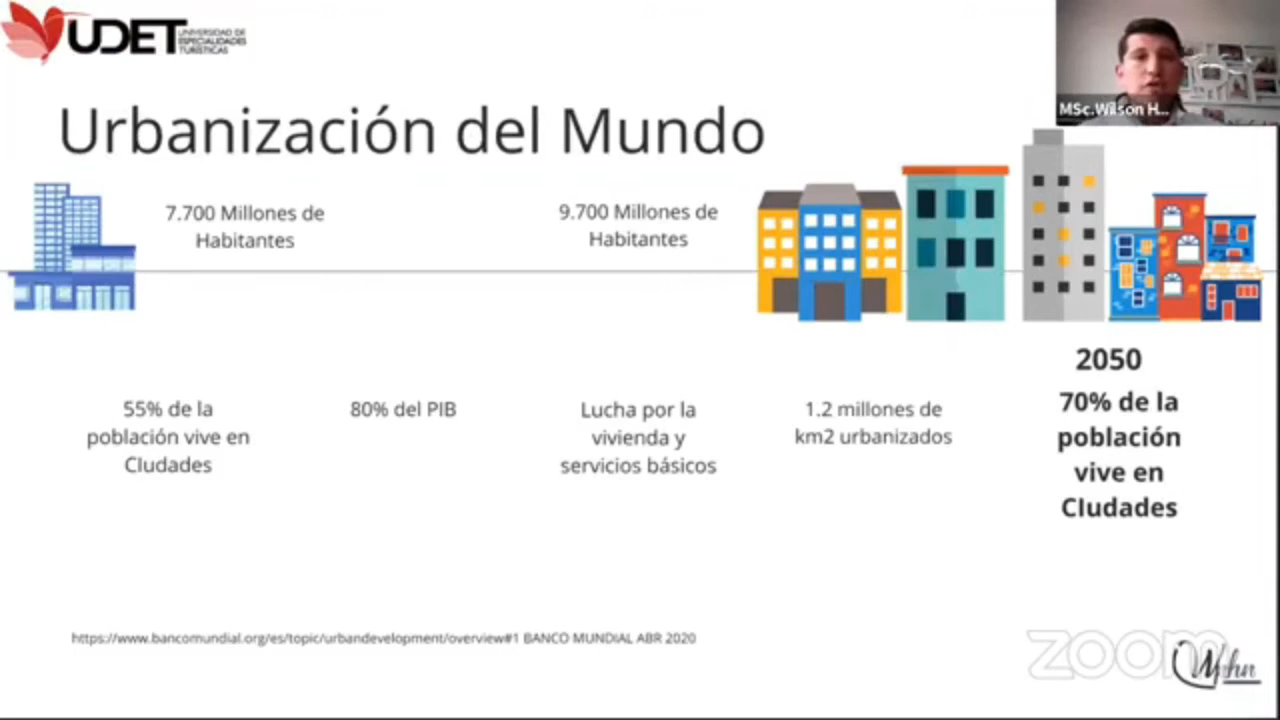 UDET
UNIVERSIDAD DE
ESPECIALIDADES
TURÍSTICAS
MSc.Wilson H...
Urbanización del Mundo
7.700 Millones de
Habitantes
9.700 Millones de
Habitantes
55% de la
población vive en
CIudades
80% del PIB
Lucha por la
vivienda y
servicios básicos
1.2 millones de
km2 urbanizados
2050
70% de la
población
vive en
CIudades
https://www.bancomundial.org/es/topic/urbandevelopment/overview#1 BANCO MUNDIAL ABR 2020
zoom